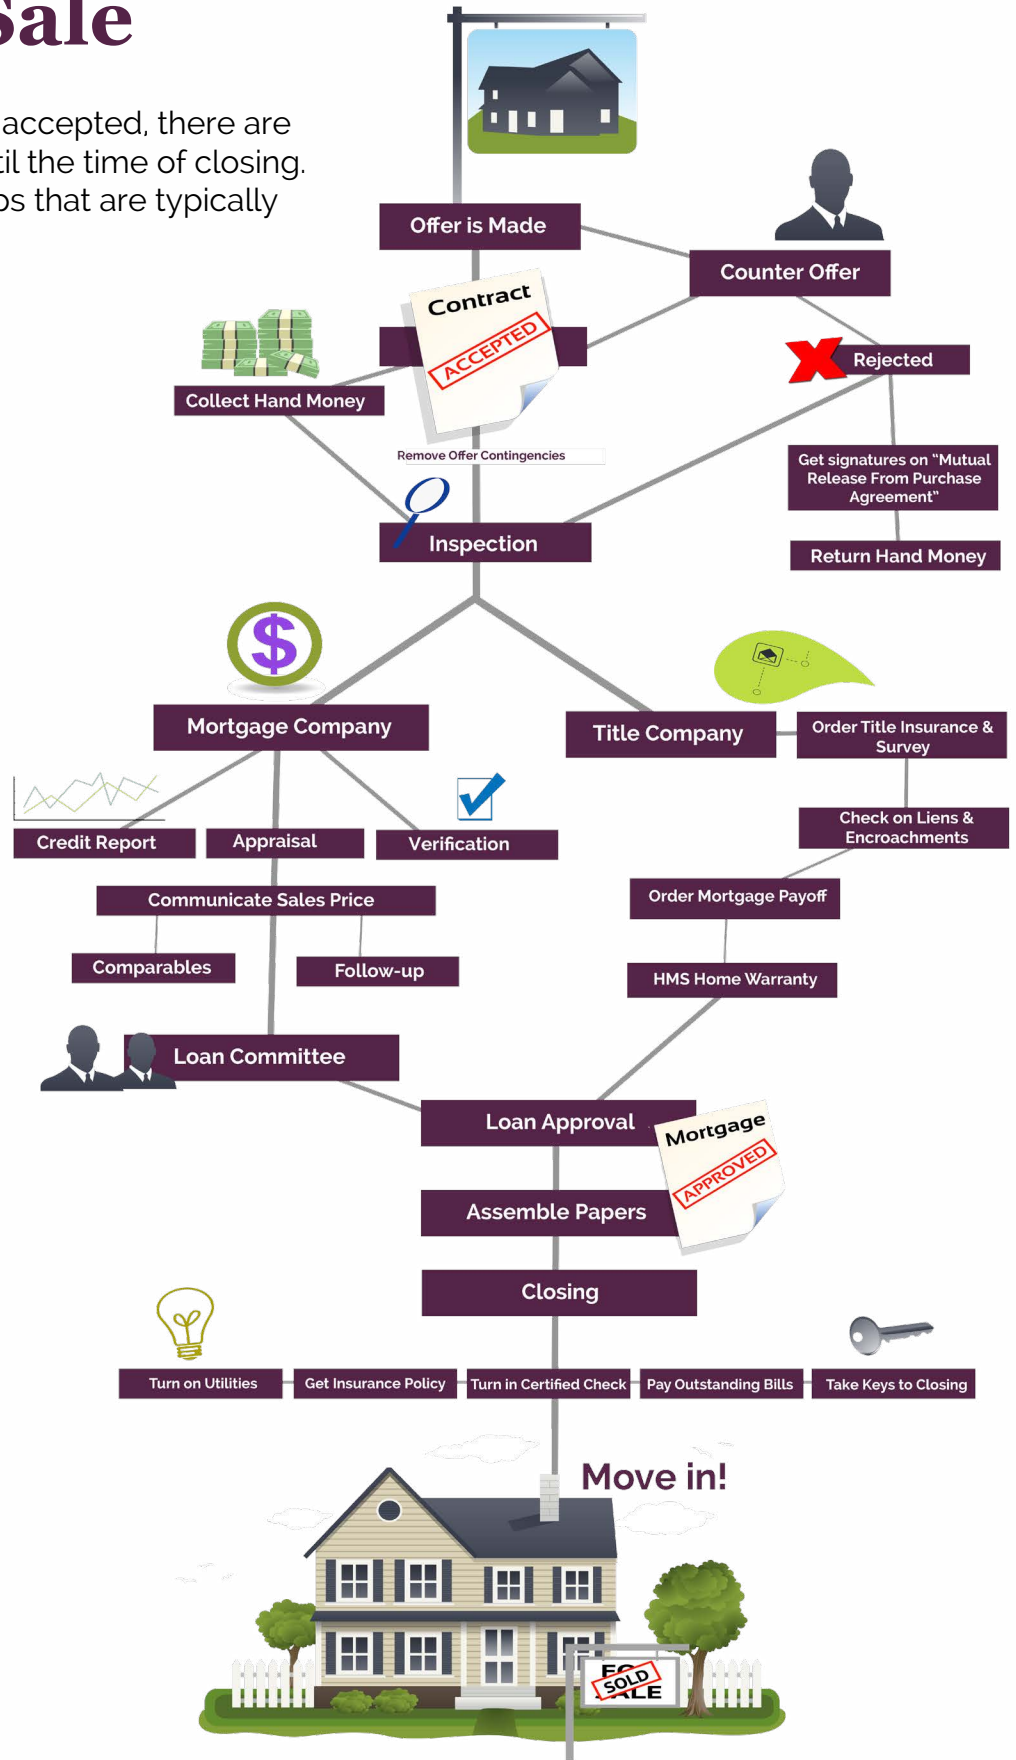 Sale
accepted, there are
til the time of closing.
ps that are typically
Offer is Made
Counter Offer
Contract
ACCEPTED
Rejected
Collect Hand Money
Remove Offer Contingencies
Get signatures on “Mutual
Release From Purchase
Agreement”
Inspection
Return Hand Money
$
Mortgage Company
Title Company
Order Title Insurance &
Survey
Credit Report
Appraisal
Verification
Check on Liens &
Encroachments
Communicate Sales Price
Order Mortgage Payoff
Comparables
Follow-up
HMS Home Warranty
Loan Committee
Loan Approval
Mortgage
APPROVED
Assemble Papers
Closing
Turn on Utilities
Get Insurance Policy
Turn in Certified Check
Pay Outstanding Bills
Take Keys to Closing
Move in!
FO
SOLD
ALE